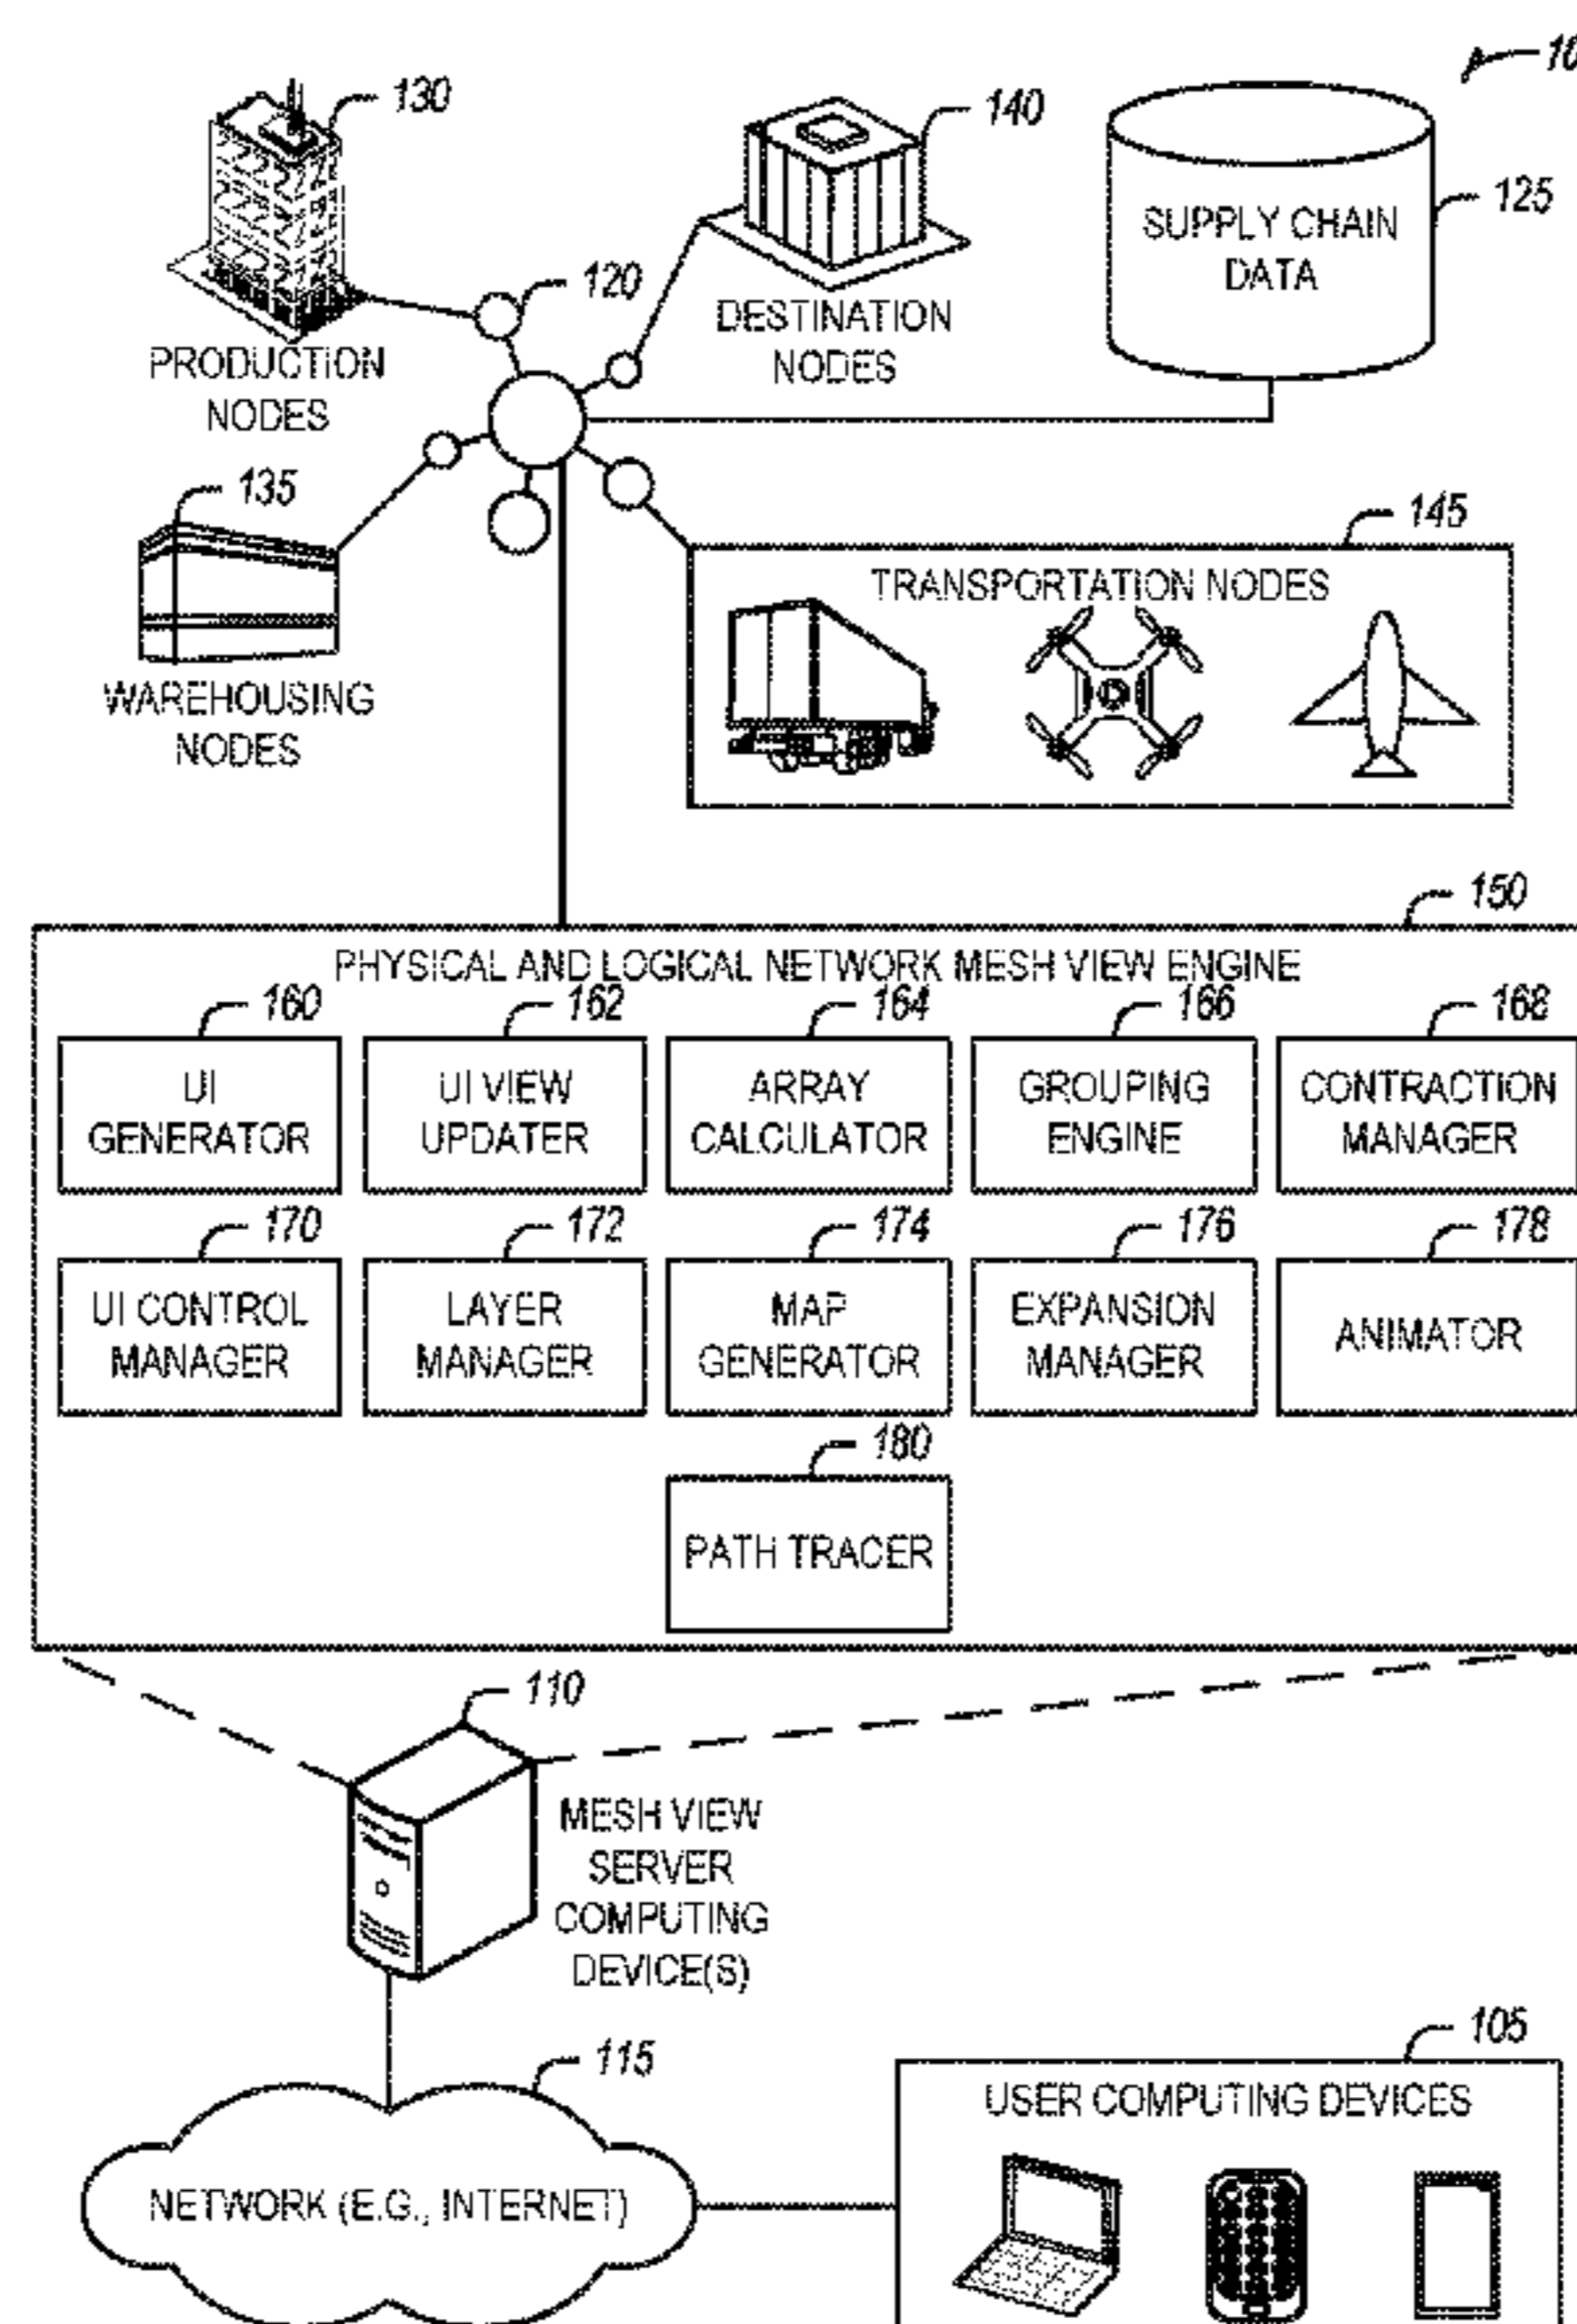 10
130
140
SUPPLY CHAIN
DATA
125
120
PRODUCTION
NODES
DESTINATION
NODES
135
WAREHOUSING
NODES
145
TRANSPORTATION NODES
150
PHYSICAL AND LOGICAL NETWORK MESH VIEW ENGINE
160
162
164
166
168
UI
GENERATOR
UI VIEW
UPDATER
ARRAY
CALCULATOR
GROUPING
ENGINE
CONTRACTION
MANAGER
170
172
174
176
178
UI CONTROL
MANAGER
LAYER
MANAGER
MAP
GENERATOR
EXPANSION
MANAGER
ANIMATOR
180
PATH TRACER
110
MESH VIEW
SERVER
COMPUTING
DEVICE(S)
115
NETWORK (E.G., INTERNET)
105
USER COMPUTING DEVICES